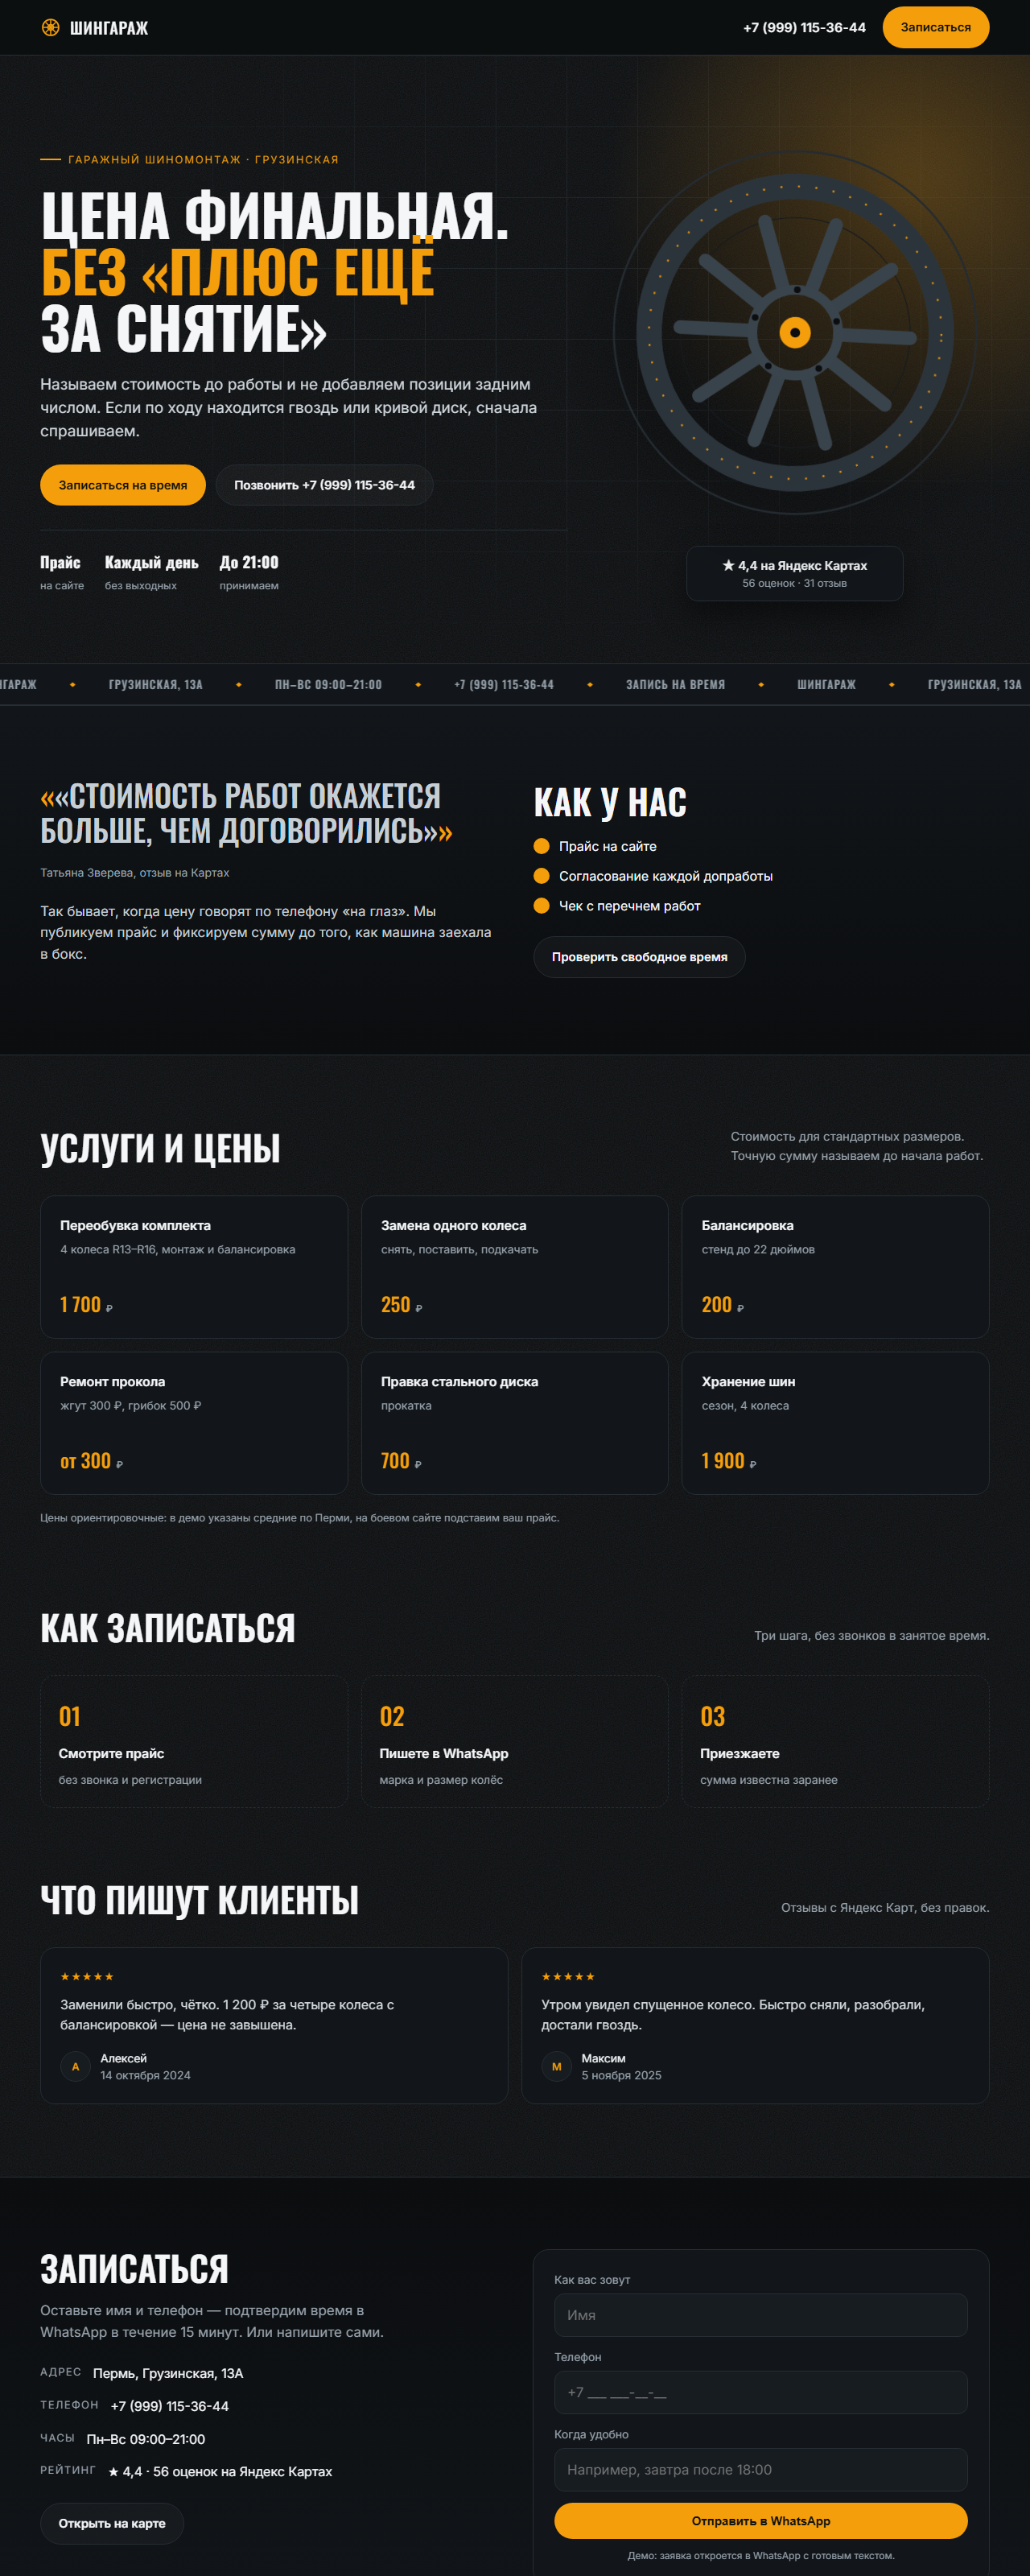 ШИНГАРАЖ
+7 (999) 115-36-44
Записаться
ГАРАЖНЫЙ ШИНОМОНТАЖ · ГРУЗИНСКАЯ
ЦЕНА ФИНАЛЬНАЯ.
БЕЗ «ПЛЮС ЕЩЁ
ЗА СНЯТИЕ»
Называем стоимость до работы и не добавляем позиции задним
числом. Если по ходу находится гвоздь или кривой диск, сначала
спрашиваем.
Записаться на время
Позвонить +7 (999) 115-36-44
Прайс
на сайте
Каждый день
без выходных
До 21:00
принимаем
★ 4,4 на Яндекс Картах
56 оценок · 31 отзыв
НГАРАЖ
ГРУЗИНСКАЯ, 13А
ПН–ВС 09:00–21:00
+7 (999) 115-36-44
ЗАПИСЬ НА ВРЕМЯ
ШИНГАРАЖ
ГРУЗИНСКАЯ, 13А
««СТОИМОСТЬ РАБОТ ОКАЖЕТСЯ
БОЛЬШЕ, ЧЕМ ДОГОВОРИЛИСЬ»»
Татьяна Зверева, отзыв на Картах
Так бывает, когда цену говорят по телефону «на глаз». Мы
публикуем прайс и фиксируем сумму до того, как машина заехала
в бокс.
КАК У НАС
Прайс на сайте
Согласование каждой допработы
Чек с перечнем работ
Проверить свободное время
УСЛУГИ И ЦЕНЫ
Стоимость для стандартных размеров.
Точную сумму называем до начала работ.
Переобувка комплекта
4 колеса R13–R16, монтаж и балансировка
1 700 ₽
Замена одного колеса
снять, поставить, подкачать
250 ₽
Балансировка
стенд до 22 дюймов
200 ₽
Ремонт прокола
жгут 300 ₽, грибок 500 ₽
от 300 ₽
Правка стального диска
прокатка
700 ₽
Хранение шин
сезон, 4 колеса
1 900 ₽
Цены ориентировочные: в демо указаны средние по Перми, на боевом сайте подставим ваш прайс.
КАК ЗАПИСАТЬСЯ
Три шага, без звонков в занятое время.
01
Смотрите прайс
без звонка и регистрации
02
Пишете в WhatsApp
марка и размер колёс
03
Приезжаете
сумма известна заранее
ЧТО ПИШУТ КЛИЕНТЫ
Отзывы с Яндекс Карт, без правок.
★★★★★
Заменили быстро, чётко. 1 200 ₽ за четыре колеса с
балансировкой — цена не завышена.
А
Алексей
14 октября 2024
★★★★★
Утром увидел спущенное колесо. Быстро сняли, разобрали,
достали гвоздь.
М
Максим
5 ноября 2025
ЗАПИСАТЬСЯ
Оставьте имя и телефон — подтвердим время в
WhatsApp в течение 15 минут. Или напишите сами.
АДРЕС Пермь, Грузинская, 13А
ТЕЛЕФОН +7 (999) 115-36-44
ЧАСЫ Пн–Вс 09:00–21:00
РЕЙТИНГ ★ 4,4 · 56 оценок на Яндекс Картах
Открыть на карте
Как вас зовут
Имя
Телефон
+7 ___ ___-__-__
Когда удобно
Например, завтра после 18:00
Отправить в WhatsApp
Демо: заявка откроется в WhatsApp с готовым текстом.